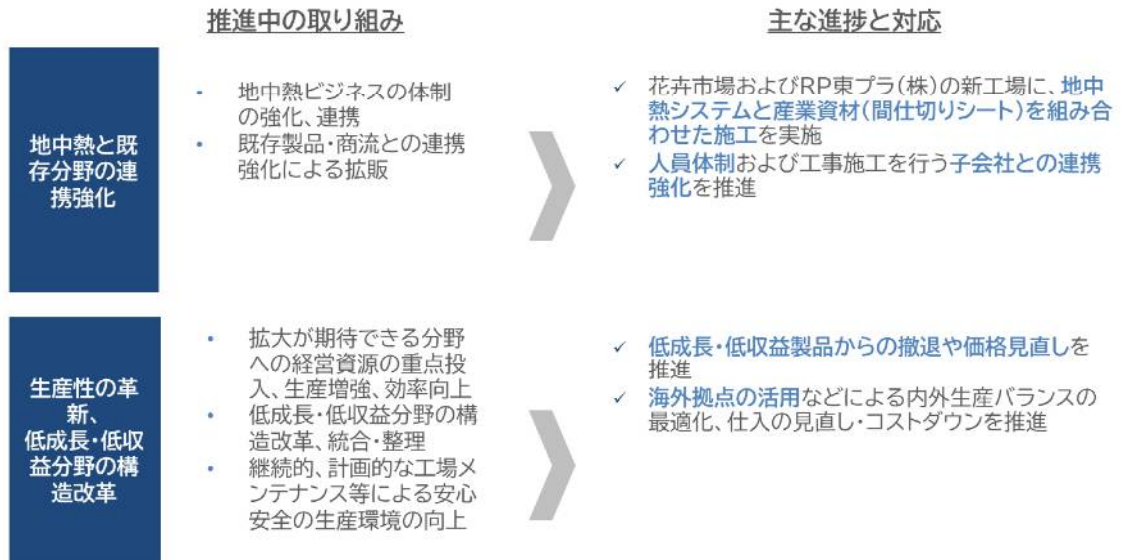 推進中の取り組み
主な進捗と対応
地中熱と既
存分野の連
携強化
- 地中熱ビジネスの体制
の強化、連携
• 既存製品・商流との連携
強化による拡販
✓ 花卉市場およびRP東プラ(株)の新工場に、地中
熱システムと産業資材(間仕切りシート)を組み合
わせた施工を実施
✓ 人員体制および工事施工を行う子会社との連携
強化を推進
生産性の革
新、
低成長・低収
益分野の構
造改革
• 拡大が期待できる分野
への経営資源の重点投
入、生産増強、効率向上
• 低成長・低収益分野の構
造改革、統合・整理
• 継続的、計画的な工場メ
ンテナンス等による安心
安全の生産環境の向上
✓ 低成長・低収益製品からの撤退や価格見直しを
推進
✓ 海外拠点の活用などによる内外生産バランスの
最適化、仕入の見直し・コストダウンを推進